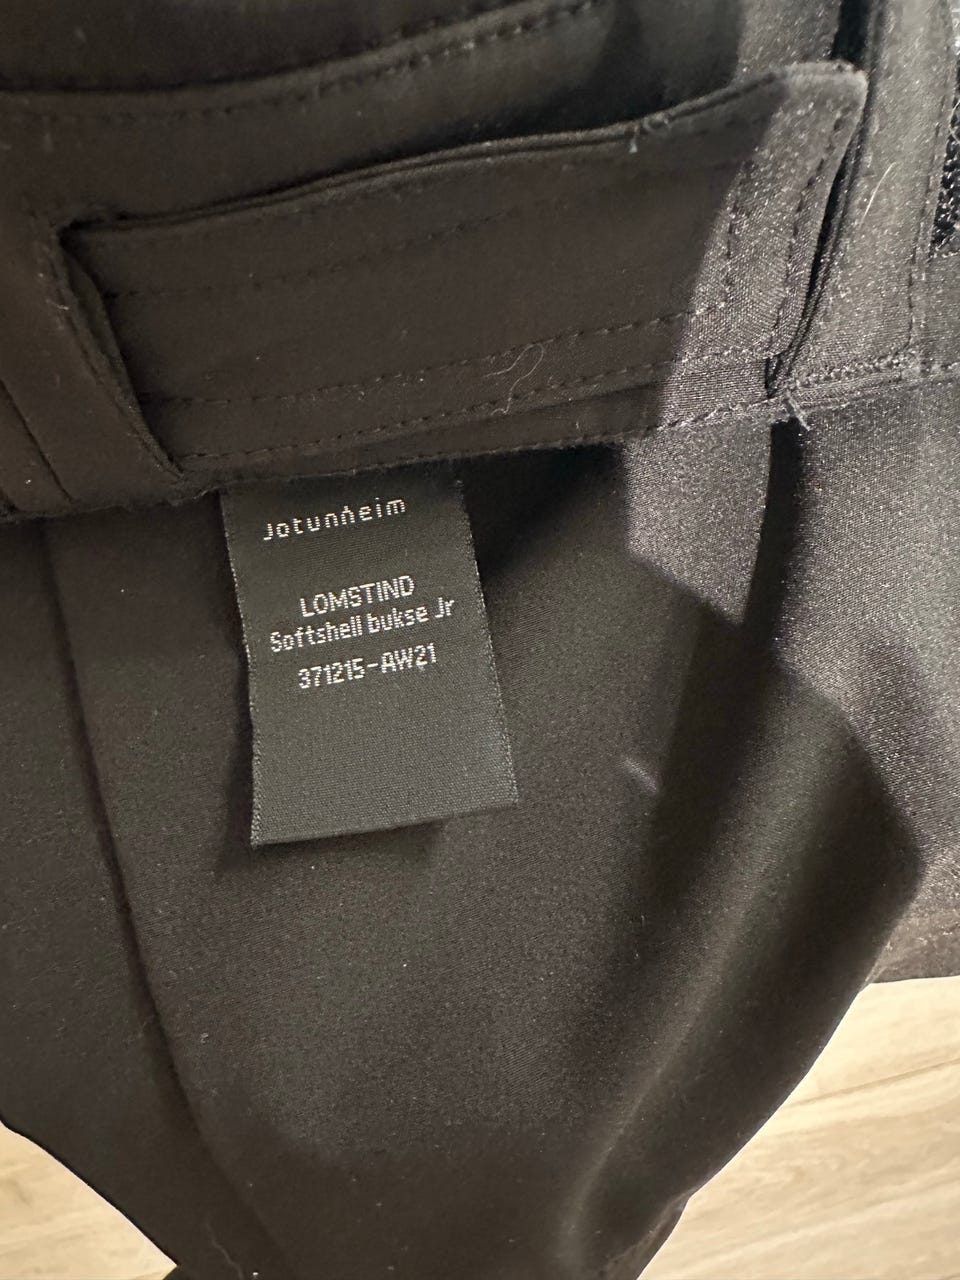 Jotunheim
LOMSTIND
Softshell bukse Jr
371215-AW21